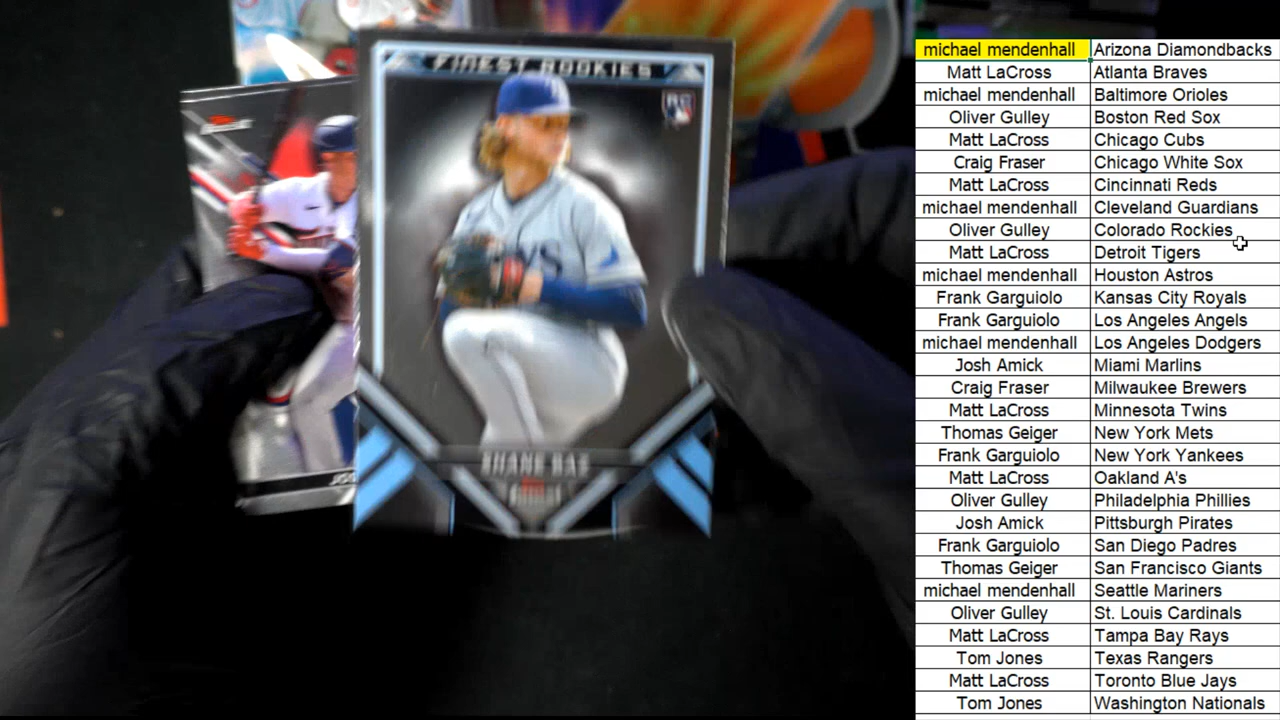 FINEST ROOKIES
RC
RAYS
SHANE BAZ
Finest
Finest
michael mendenhall Arizona Diamondbacks
Matt LaCross Atlanta Braves
michael mendenhall Baltimore Orioles
Oliver Gulley Boston Red Sox
Matt LaCross Chicago Cubs
Craig Fraser Chicago White Sox
Matt LaCross Cincinnati Reds
michael mendenhall Cleveland Guardians
Oliver Gulley Colorado Rockies
Matt LaCross Detroit Tigers
michael mendenhall Houston Astros
Frank Garguiolo Kansas City Royals
Frank Garguiolo Los Angeles Angels
michael mendenhall Los Angeles Dodgers
Josh Amick Miami Marlins
Craig Fraser Milwaukee Brewers
Matt LaCross Minnesota Twins
Thomas Geiger New York Mets
Frank Garguiolo New York Yankees
Matt LaCross Oakland A's
Oliver Gulley Philadelphia Phillies
Josh Amick Pittsburgh Pirates
Frank Garguiolo San Diego Padres
Thomas Geiger San Francisco Giants
michael mendenhall Seattle Mariners
Oliver Gulley St. Louis Cardinals
Matt LaCross Tampa Bay Rays
Tom Jones Texas Rangers
Matt LaCross Toronto Blue Jays
Tom Jones Washington Nationals